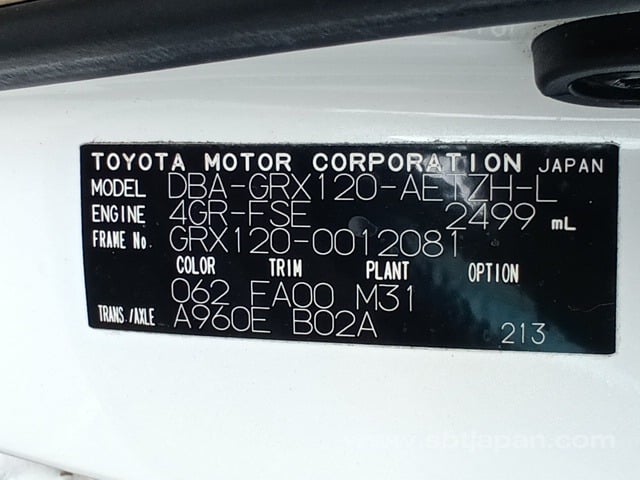 TOYOTA MOTOR CORPORATION JAPAN
MODEL DBA-GRX120-AETZH-L
ENGINE 4GR-FSE 2499 mL
FRAME No. GRX120-0012081
COLOR TRIM PLANT OPTION
062 FA00 M31
TRANS./AXLE A960E B02A 213
www.sbtjapan.com